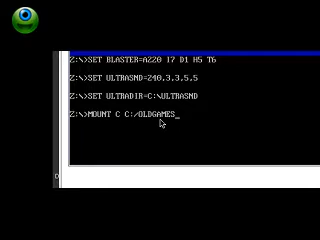 Z:\>SET BLASTER=A220 I7 D1 H5 T6
Z:\>SET ULTRASND=240,3,3,5,5
Z:\>SET ULTRADIR=C:\ULTRASND
Z:\>MOUNT C C:/OLDGAMES_